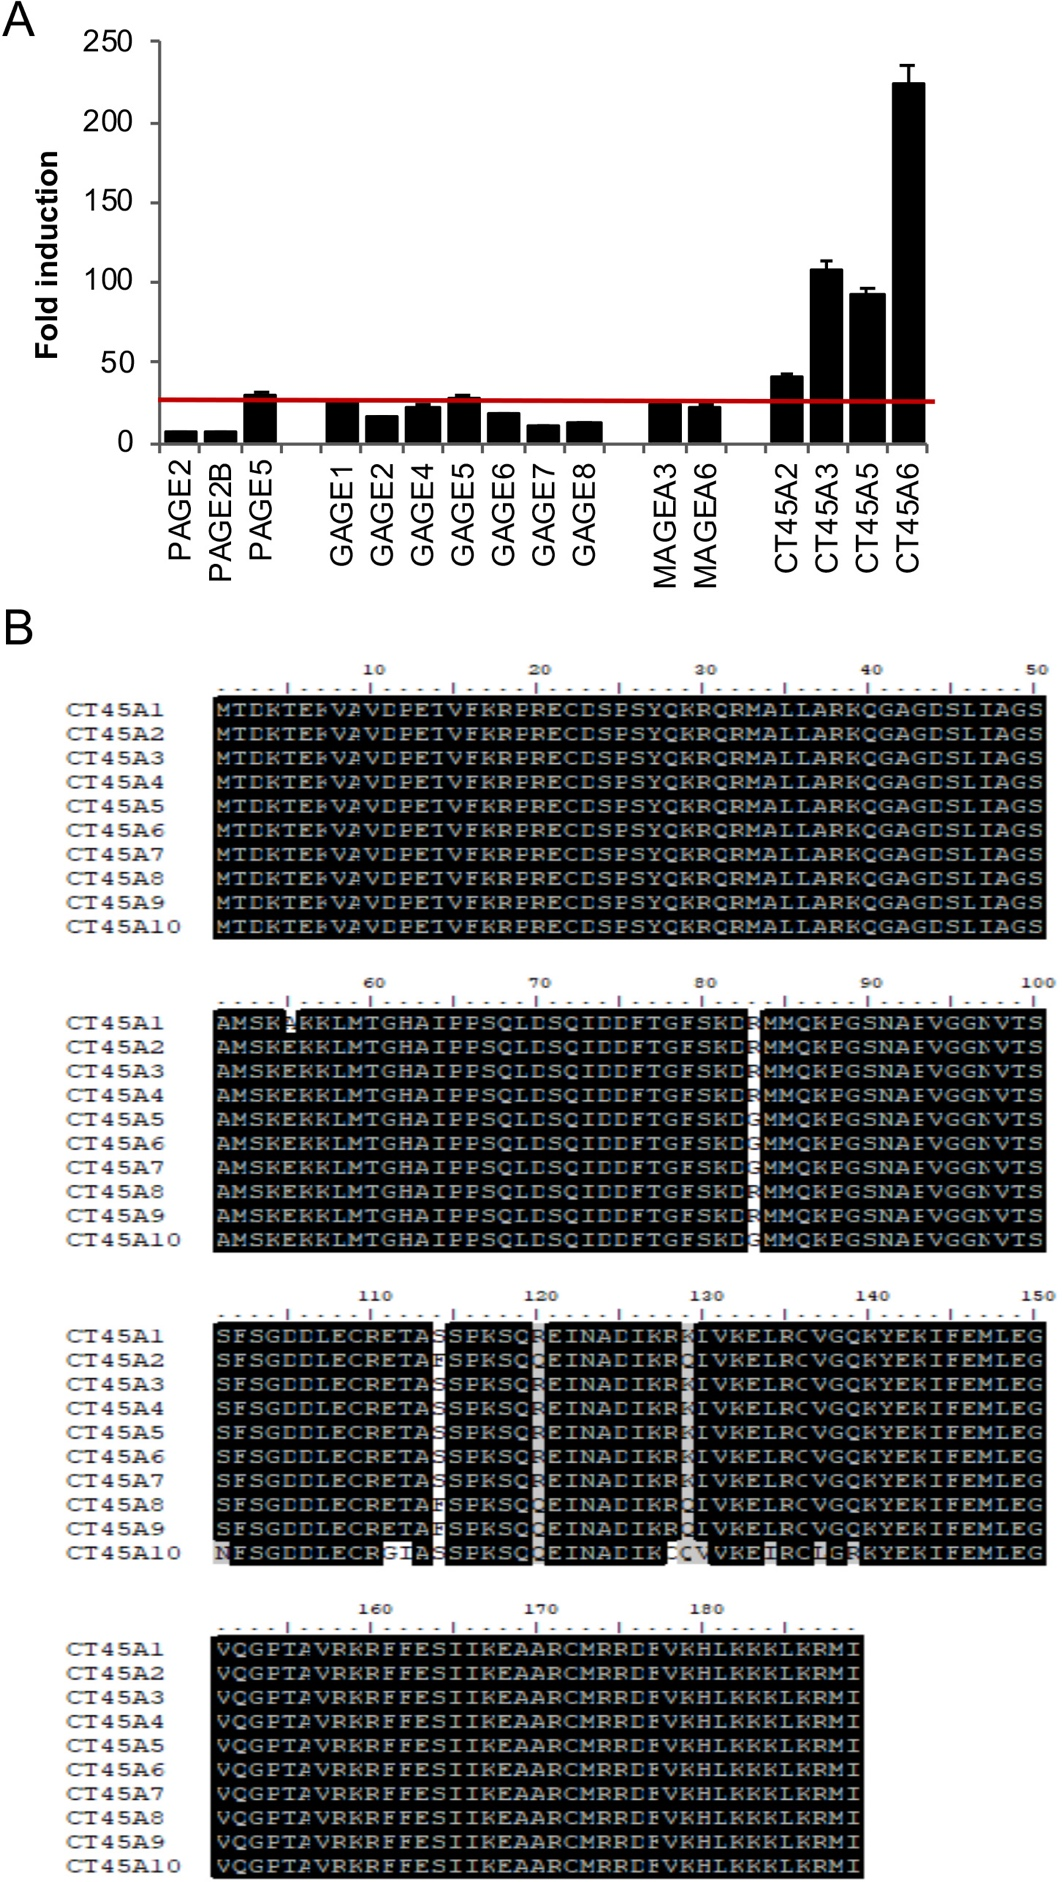 A
250
200
150
100
50
0
Fold induction
PAGE2 PAGE2B PAGE5 GAGE1 GAGE2 GAGE4 GAGE5 GAGE6 GAGE7 GAGE8 MAGEA3 MAGEA6 CT45A2 CT45A3 CT45A5 CT45A6
B
10 20 30 40 50
CT45A1 MTDKTEKVAVDPETVFKRPRECDSPSYQKRQRMALLARKQGAGDSLIAGS
CT45A2 MTDKTEKVAVDPETVFKRPRECDSPSYQKRQRMALLARKQGAGDSLIAGS
CT45A3 MTDKTEKVAVDPETVFKRPRECDSPSYQKRQRMALLARKQGAGDSLIAGS
CT45A4 MTDKTEKVAVDPETVFKRPRECDSPSYQKRQRMALLARKQGAGDSLIAGS
CT45A5 MTDKTEKVAVDPETVFKRPRECDSPSYQKRQRMALLARKQGAGDSLIAGS
CT45A6 MTDKTEKVAVDPETVFKRPRECDSPSYQKRQRMALLARKQGAGDSLIAGS
CT45A7 MTDKTEKVAVDPETVFKRPRECDSPSYQKRQRMALLARKQGAGDSLIAGS
CT45A8 MTDKTEKVAVDPETVFKRPRECDSPSYQKRQRMALLARKQGAGDSLIAGS
CT45A9 MTDKTEKVAVDPETVFKRPRECDSPSYQKRQRMALLARKQGAGDSLIAGS
CT45A10 MTDKTEKVAVDPETVFKRPRECDSPSYQKRQRMALLARKQGAGDSLIAGS
60 70 80 90 100
CT45A1 AMSKAKKLMTGHAIPPSQLDSQIDDFTGFSKDRMMQKPGSNAPVGGNVTS
CT45A2 AMSKEKKLMTGHAIPPSQLDSQIDDFTGFSKDRMMQKPGSNAPVGGNVTS
CT45A3 AMSKEKKLMTGHAIPPSQLDSQIDDFTGFSKDRMMQKPGSNAPVGGNVTS
CT45A4 AMSKEKKLMTGHAIPPSQLDSQIDDFTGFSKDRMMQKPGSNAPVGGNVTS
CT45A5 AMSKEKKLMTGHAIPPSQLDSQIDDFTGFSKDGMMQKPGSNAPVGGNVTS
CT45A6 AMSKEKKLMTGHAIPPSQLDSQIDDFTGFSKDGMMQKPGSNAPVGGNVTS
CT45A7 AMSKEKKLMTGHAIPPSQLDSQIDDFTGFSKDGMMQKPGSNAPVGGNVTS
CT45A8 AMSKEKKLMTGHAIPPSQLDSQIDDFTGFSKDRMMQKPGSNAPVGGNVTS
CT45A9 AMSKEKKLMTGHAIPPSQLDSQIDDFTGFSKDRMMQKPGSNAPVGGNVTS
CT45A10 AMSKEKKLMTGHAIPPSQLDSQIDDFTGFSKDGMMQKPGSNAPVGGNVTS
110 120 130 140 150
CT45A1 SFSGDDLECRETASSPKSQREINADIKRKIVKELRCVGQKYEKIFEMLEG
CT45A2 SFSGDDLECRETAFSPKSQQEINADIKRQIVKELRCVGQKYEKIFEMLEG
CT45A3 SFSGDDLECRETASSPKSQREINADIKRKIVKELRCVGQKYEKIFEMLEG
CT45A4 SFSGDDLECRETASSPKSQREINADIKRKIVKELRCVGQKYEKIFEMLEG
CT45A5 SFSGDDLECRETASSPKSQREINADIKRKIVKELRCVGQKYEKIFEMLEG
CT45A6 SFSGDDLECRETASSPKSQREINADIKRKIVKELRCVGQKYEKIFEMLEG
CT45A7 SFSGDDLECRETASSPKSQREINADIKRKIVKELRCVGQKYEKIFEMLEG
CT45A8 SFSGDDLECRETAFSPKSQQEINADIKRQIVKELRCVGQKYEKIFEMLEG
CT45A9 SFSGDDLECRETAFSPKSQQEINADIKRQIVKELRCVGQKYEKIFEMLEG
CT45A10 NFSGDDLECRGIASSPKSQQEINADIKCQVVKEIRCLGRKYEKIFEMLEG
160 170 180
CT45A1 VQGPTAVRKRFFESIIKEAARCMRRDFVKHLKKKLKRMI
CT45A2 VQGPTAVRKRFFESIIKEAARCMRRDFVKHLKKKLKRMI
CT45A3 VQGPTAVRKRFFESIIKEAARCMRRDFVKHLKKKLKRMI
CT45A4 VQGPTAVRKRFFESIIKEAARCMRRDFVKHLKKKLKRMI
CT45A5 VQGPTAVRKRFFESIIKEAARCMRRDFVKHLKKKLKRMI
CT45A6 VQGPTAVRKRFFESIIKEAARCMRRDFVKHLKKKLKRMI
CT45A7 VQGPTAVRKRFFESIIKEAARCMRRDFVKHLKKKLKRMI
CT45A8 VQGPTAVRKRFFESIIKEAARCMRRDFVKHLKKKLKRMI
CT45A9 VQGPTAVRKRFFESIIKEAARCMRRDFVKHLKKKLKRMI
CT45A10 VQGPTAVRKRFFESIIKEAARCMRRDFVKHLKKKLKRMI